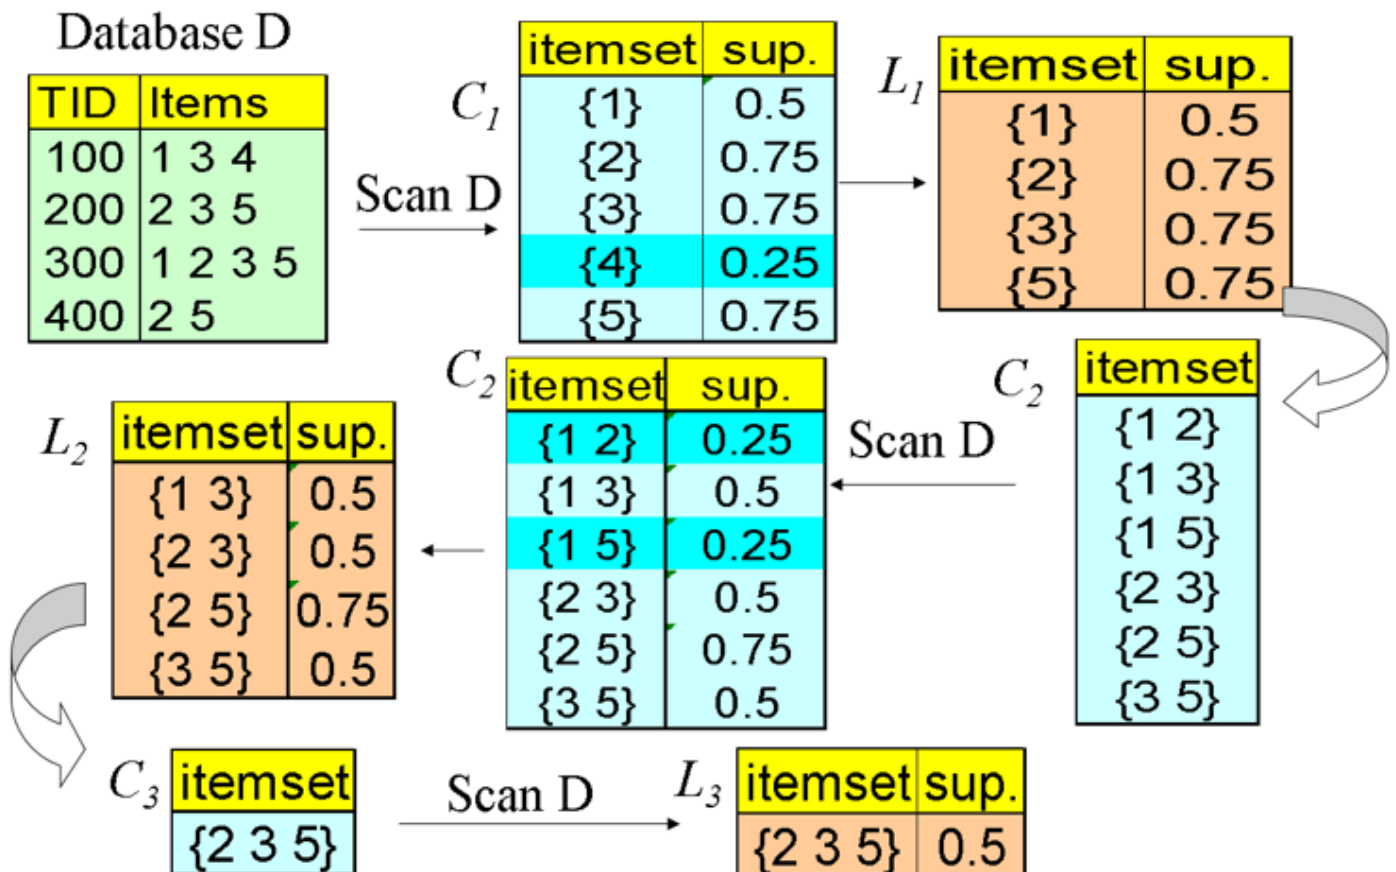 Database D
TID Items
100 1 3 4
200 2 3 5
300 1 2 3 5
400 2 5
Scan D
C1
itemset sup.
{1} 0.5
{2} 0.75
{3} 0.75
{4} 0.25
{5} 0.75
L1
itemset sup.
{1} 0.5
{2} 0.75
{3} 0.75
{5} 0.75
C2
itemset
{1 2}
{1 3}
{1 5}
{2 3}
{2 5}
{3 5}
Scan D
C2
itemset sup.
{1 2} 0.25
{1 3} 0.5
{1 5} 0.25
{2 3} 0.5
{2 5} 0.75
{3 5} 0.5
L2
itemset sup.
{1 3} 0.5
{2 3} 0.5
{2 5} 0.75
{3 5} 0.5
C3
itemset
{2 3 5}
Scan D
L3
itemset sup.
{2 3 5} 0.5